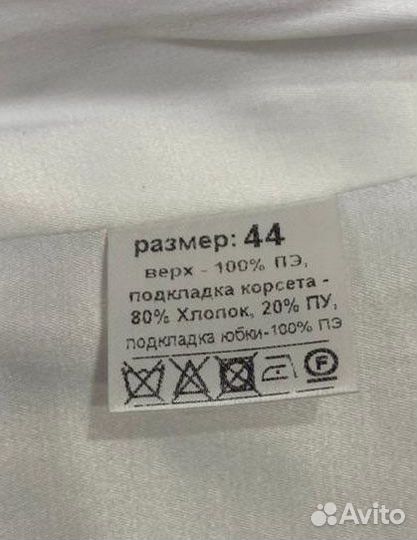 размер: 44
верх - 100% ПЭ,
подкладка корсета -
80% Хлопок, 20% ПУ,
подкладка юбки-100% ПЭ
F
Avito